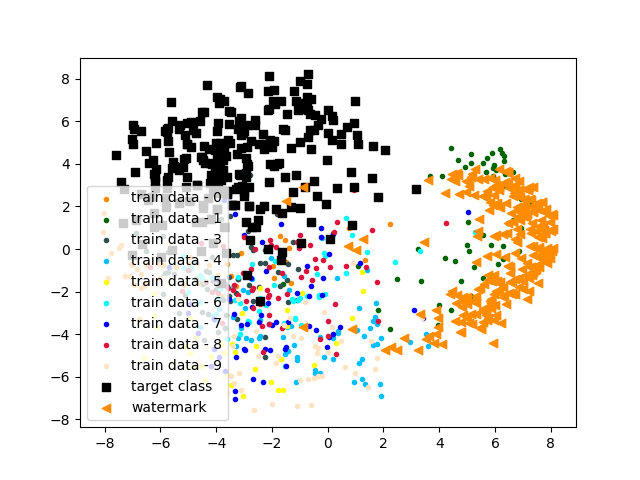 8
6
4
2
0
−2
−4
−6
−8
−8 −6 −4 −2 0 2 4 6 8
train data - 0
train data - 1
train data - 3
train data - 4
train data - 5
train data - 6
train data - 7
train data - 8
train data - 9
target class
watermark